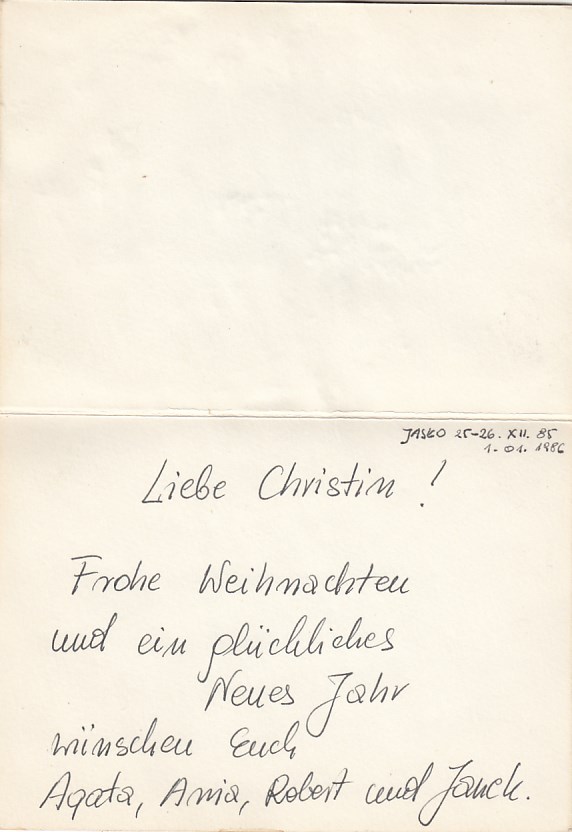 JASŁO 25-26. XII. 85
1. 01. 1986
Liebe Christin!
Frohe Weihnachten
und ein glückliches
Neues Jahr
wünschen Euch
Agata, Ania, Robert und Janek.